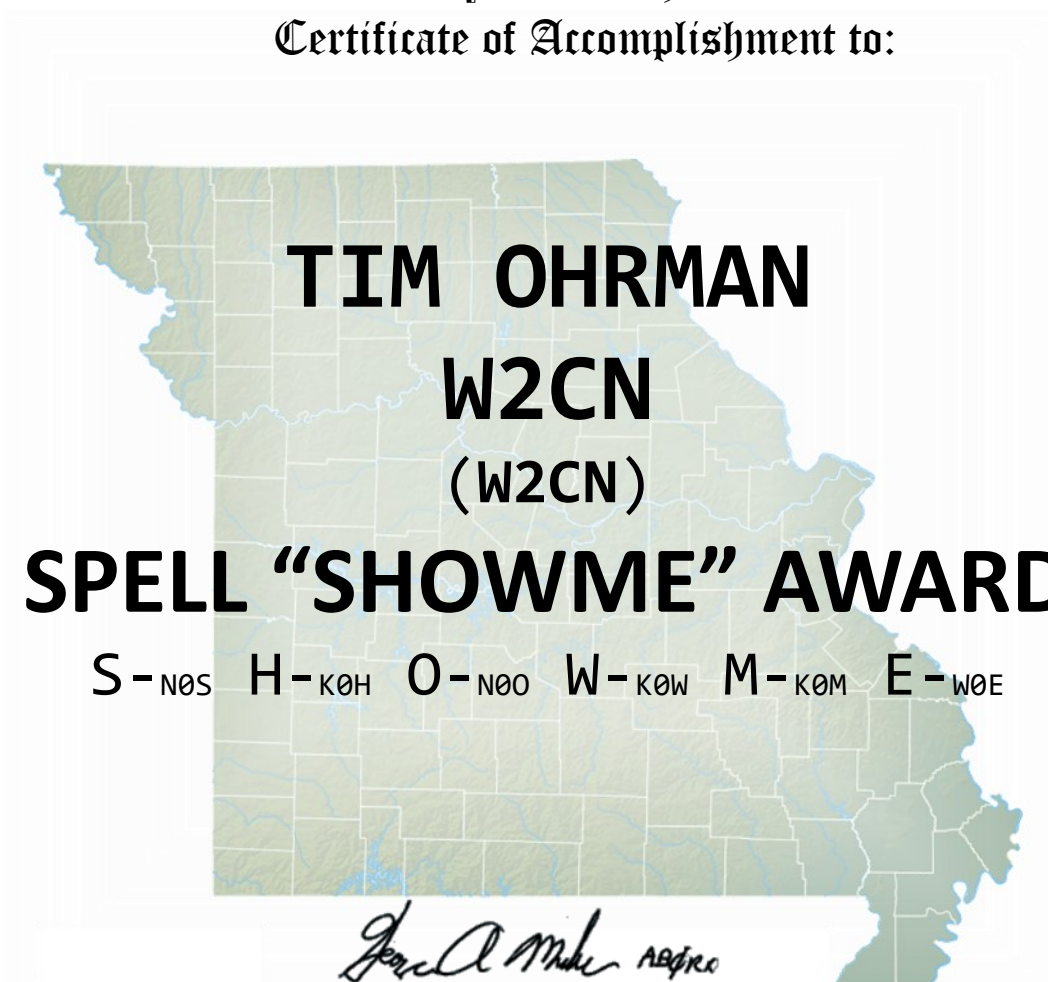 Certificate of Accomplishment to:
TIM OHRMAN
W2CN
(W2CN)
SPELL “SHOWME” AWARD
S-N0S H-K0H O-N0O W-K0W M-K0M E-W0E